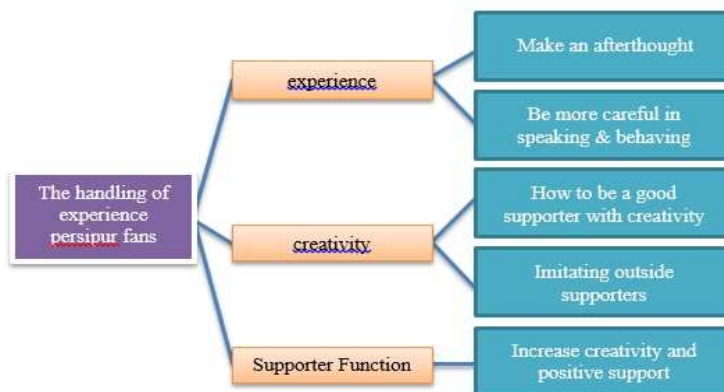 The handling of
experience
persipur fans
experience
Make an afterthought
Be more careful in
speaking & behaving
creativity
How to be a good
supporter with creativity
Imitating outside
supporters
Supporter Function
Increase creativity and
positive support